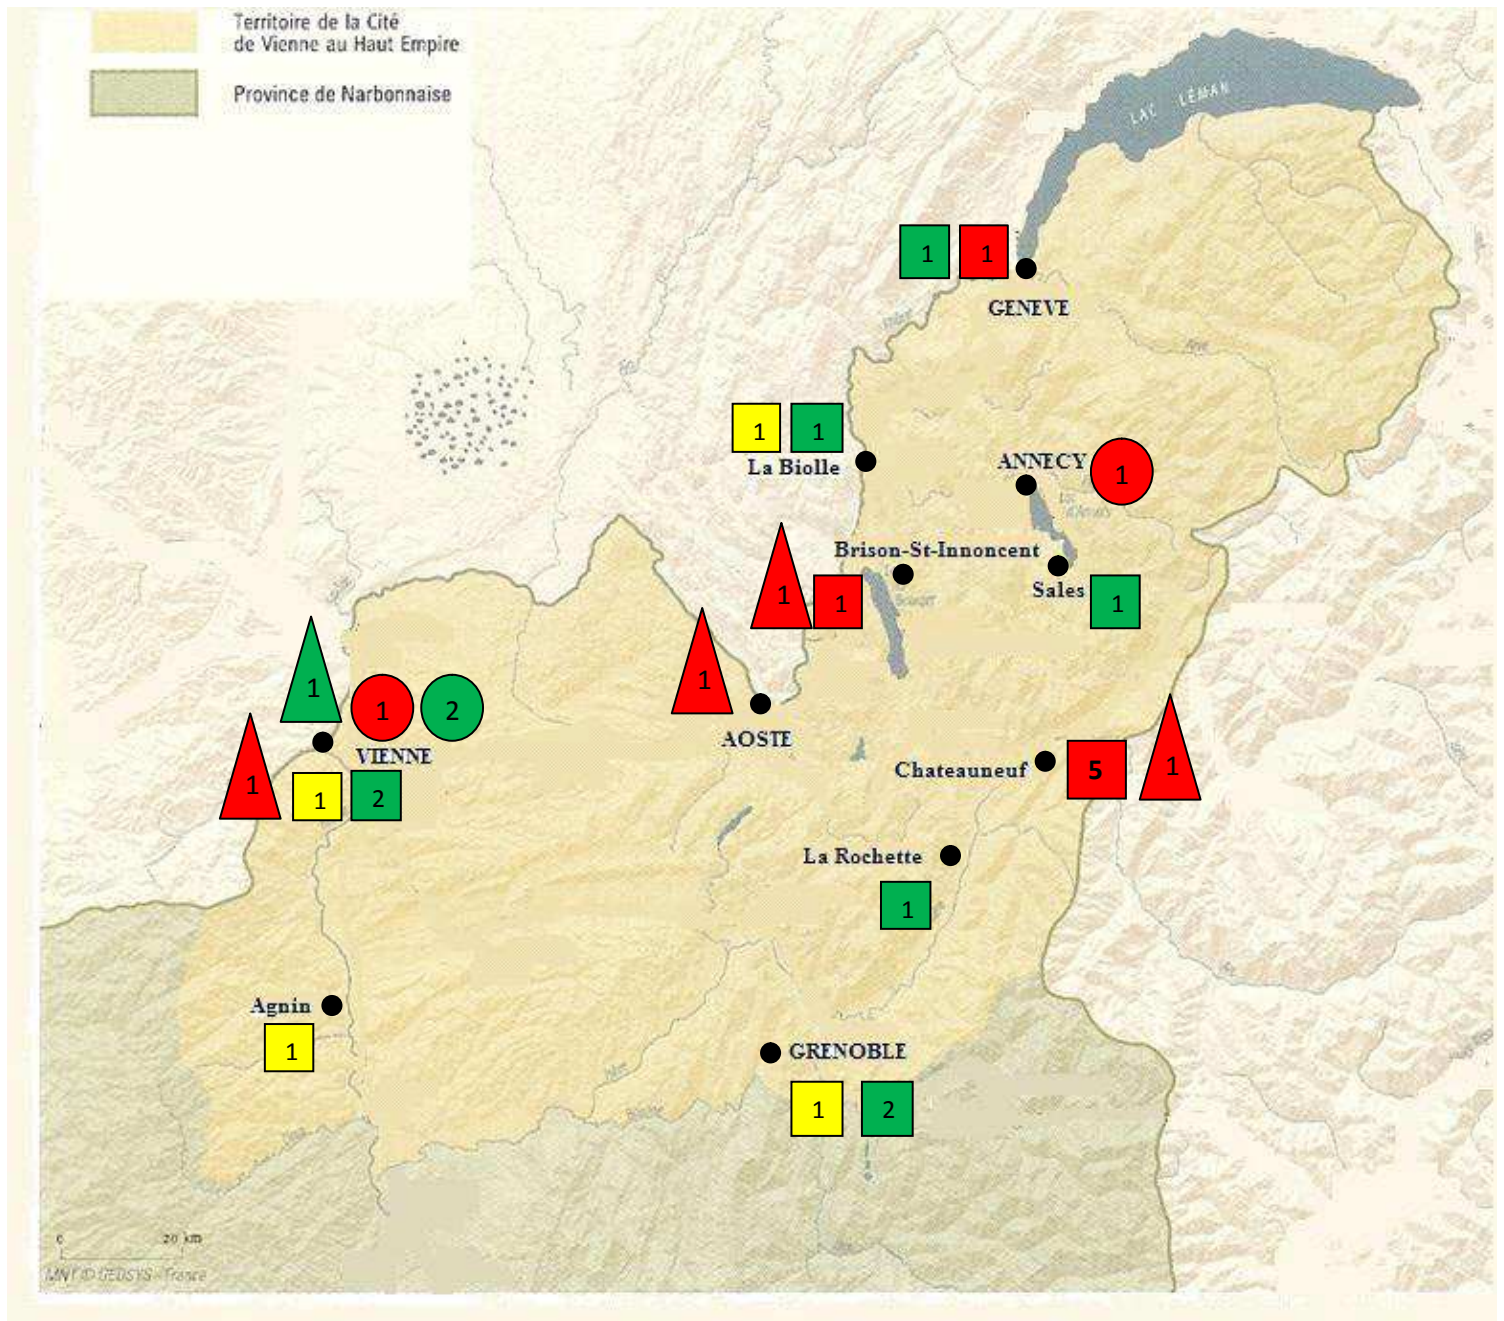 Territoire de la Cité
de Vienne au Haut Empire
Province de Narbonnaise
LAC LÉMAN
1 1
GENEVE
1 1
La Biolle
ANNECY 1
Brison-St-Innoncent
1 1
Sales
1
1
AOSTE
1
1 2
VIENNE
1
1 2
Chateauneuf
5 1
La Rochette
1
Agnin
1
GRENOBLE
1 2
0 20 km
MNT © GEOSYS - France